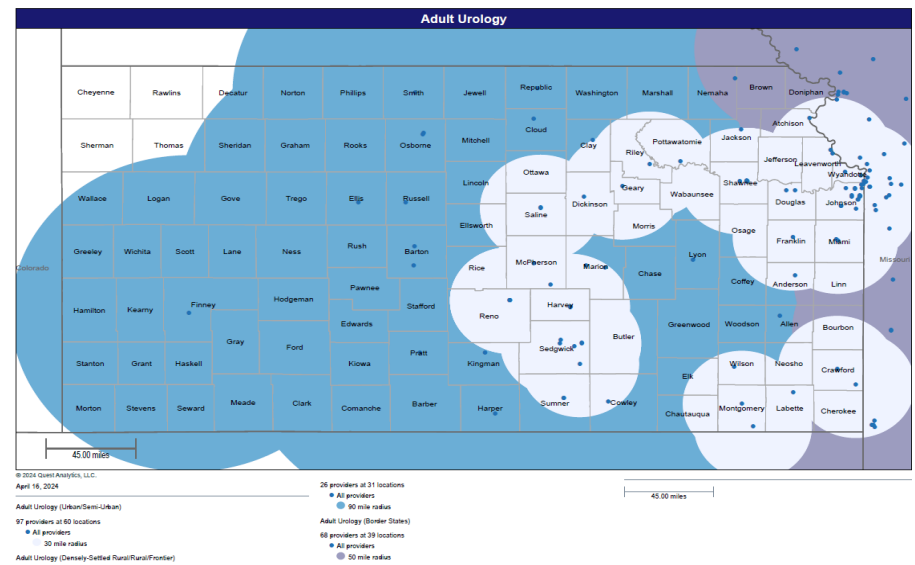 Adult Urology
Cheyenne Rawlins Decatur Norton Phillips Smith Jewell Republic Washington Marshall Nemaha Brown Doniphan
Atchison
Sherman Thomas Sheridan Graham Rooks Osborne Mitchell Cloud Clay Riley Pottawatomie Jackson Jefferson Leavenworth
Wyandotte
Wallace Logan Gove Trego Ellis Russell Lincoln Ottawa Dickinson Geary Wabaunsee Shawnee Douglas Johnson
Saline Morris Osage
Greeley Wichita Scott Lane Ness Rush Barton Ellsworth McPherson Marion Chase Lyon Franklin Miami
Colorado Missouri
Rice Coffey Anderson Linn
Hamilton Kearny Finney Hodgeman Pawnee Stafford Reno Harvey Butler Greenwood Woodson Allen Bourbon
Gray Ford Edwards
Stanton Grant Haskell Kiowa Pratt Kingman Sedgwick Elk Wilson Neosho Crawford
Morton Stevens Seward Meade Clark Comanche Barber Harper Sumner Cowley Chautauqua Montgomery Labette Cherokee
45.00 miles
© 2024 Quest Analytics, LLC.
April 16, 2024
Adult Urology (Urban/Semi-Urban)
97 providers at 60 locations
All providers
30 mile radius
Adult Urology (Densely-Settled Rural/Rural/Frontier)
26 providers at 31 locations
All providers
90 mile radius
Adult Urology (Border States)
68 providers at 39 locations
All providers
50 mile radius
45.00 miles